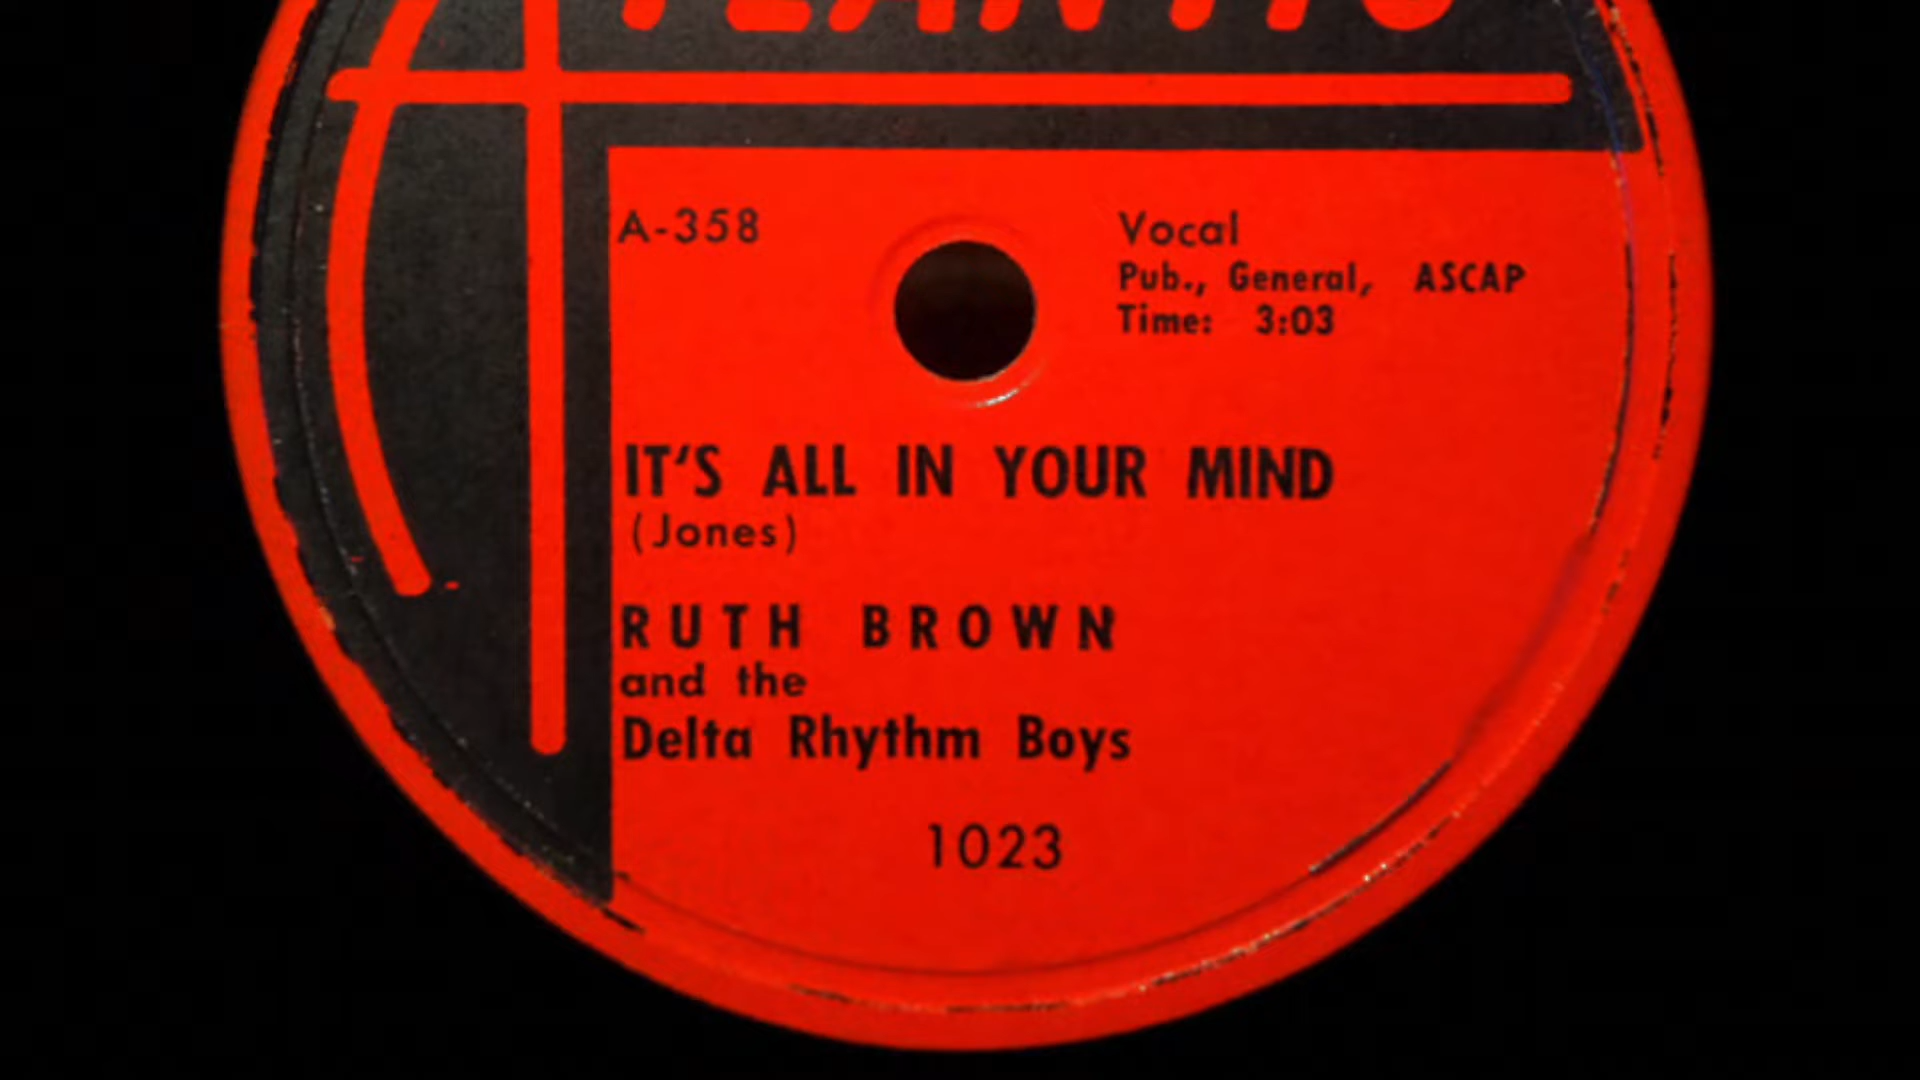 ATLANTIC
A-358
Vocal
Pub., General, ASCAP
Time: 3:03
IT'S ALL IN YOUR MIND
(Jones)
RUTH BROWN
and the
Delta Rhythm Boys
1023